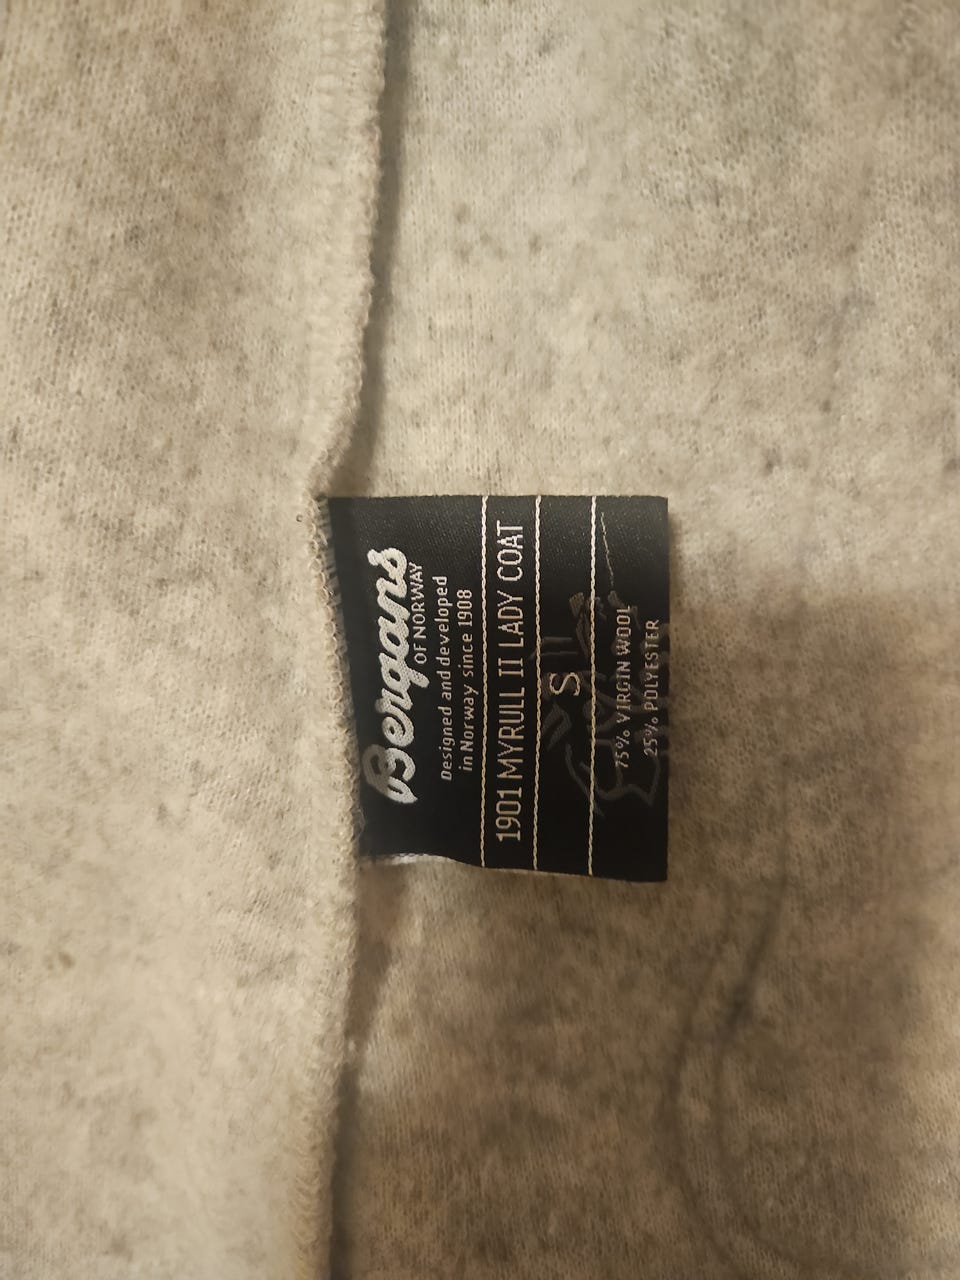 Bergans
OF NORWAY
Designed and developed
in Norway since 1908
1901 MYRULL II LADY COAT
S
75% VIRGIN WOOL
25% POLYESTER